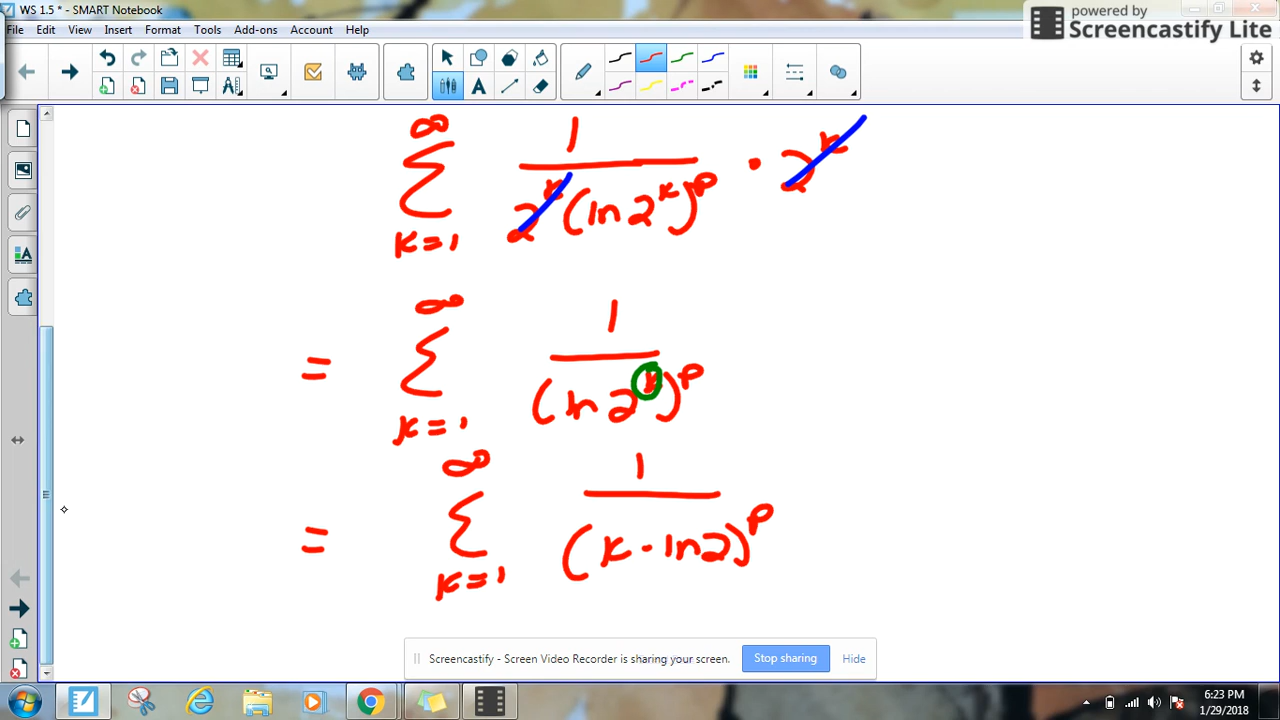 WS 1.5 * - SMART Notebook
powered by
Screencastify Lite
File Edit View Insert Format Tools Add-ons Account Help
∞ 1
Σ ――― · 2^k
k=1 2^k (ln 2^k)^p
∞ 1
= Σ ―――
k=1 (ln 2^k)^p
∞ 1
= Σ ―――
k=1 (k · ln 2)^p
Screencastify - Screen Video Recorder is sharing your screen. Stop sharing Hide
6:23 PM
1/29/2018